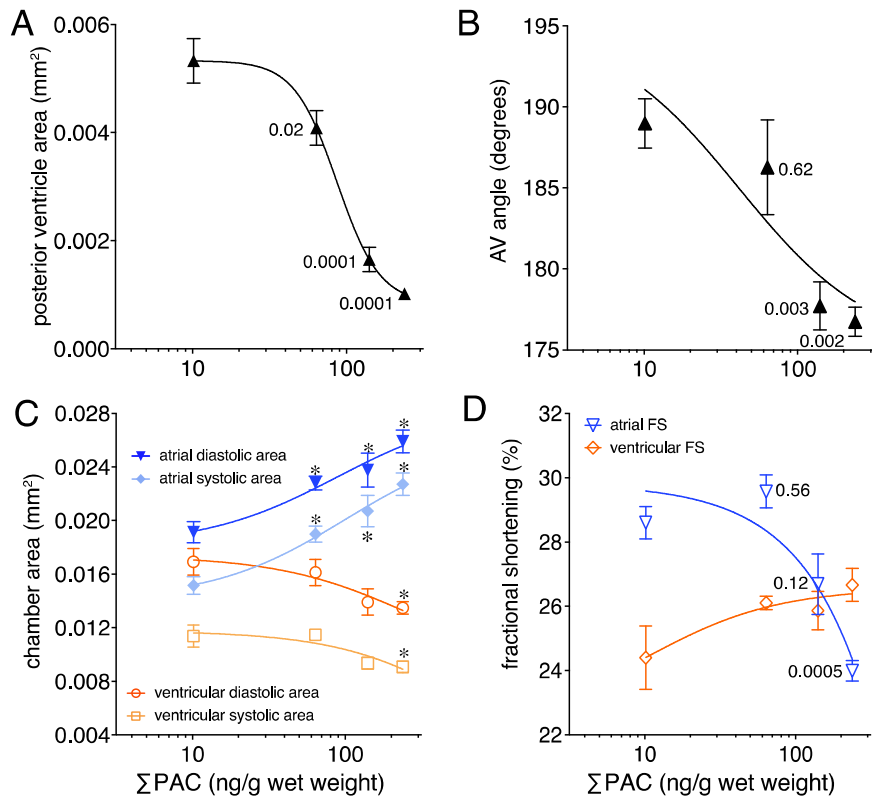 A
posterior ventricle area (mm²)
0.006
0.004
0.002
0.000
0.02
0.0001
0.0001
10
100
B
AV angle (degrees)
195
190
185
180
175
0.62
0.003
0.002
10
100
C
chamber area (mm²)
0.028
0.024
0.020
0.016
0.012
0.008
0.004
atrial diastolic area
atrial systolic area
* * *
* * *
*
*
ventricular diastolic area
ventricular systolic area
10
100
∑PAC (ng/g wet weight)
D
fractional shortening (%)
32
30
28
26
24
22
atrial FS
ventricular FS
0.56
0.12
0.0005
10
100
∑PAC (ng/g wet weight)